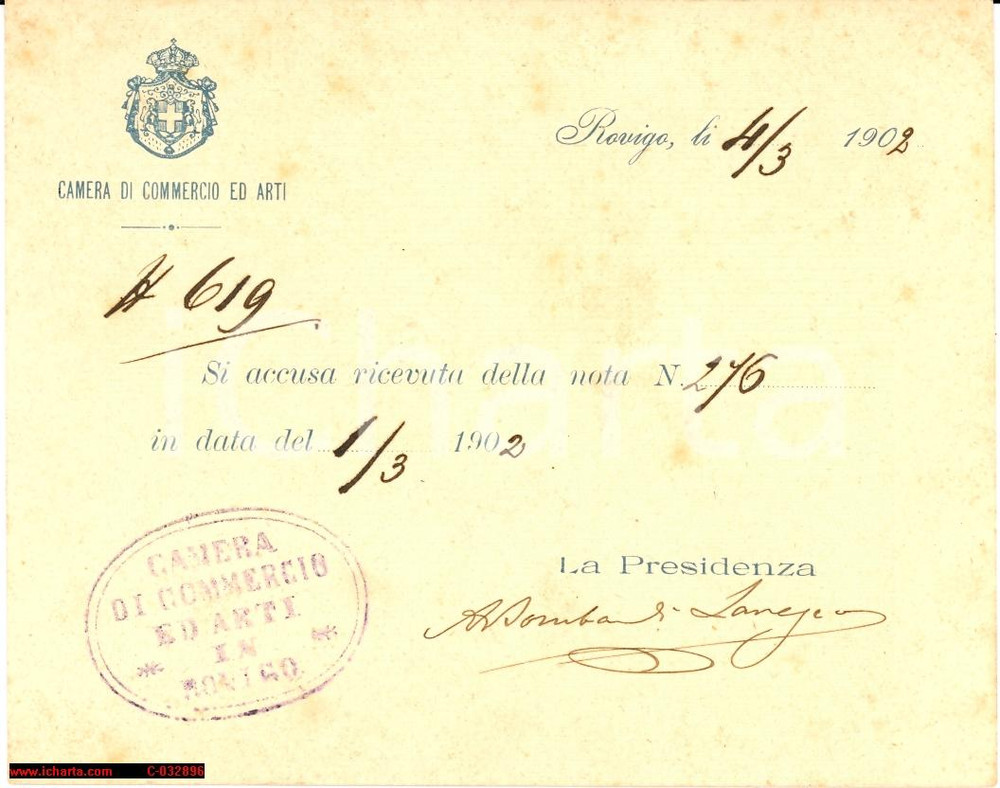 Rovigo, li 4/3 1902
CAMERA DI COMMERCIO ED ARTI
N 619
Si accusa ricevuta della nota N. 276
in data del 1/3 1902
La Presidenza
CAMERA
DI COMMERCIO
ED ARTI
IN
ROVIGO
icharta
www.icharta.com C-032896